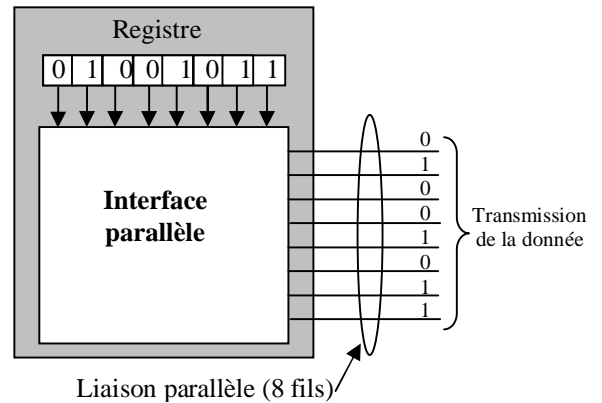 Registre
0 1 0 0 1 0 1 1
Interface
parallèle
0
1
0
0
1
0
1
1
Transmission
de la donnée
Liaison parallèle (8 fils)